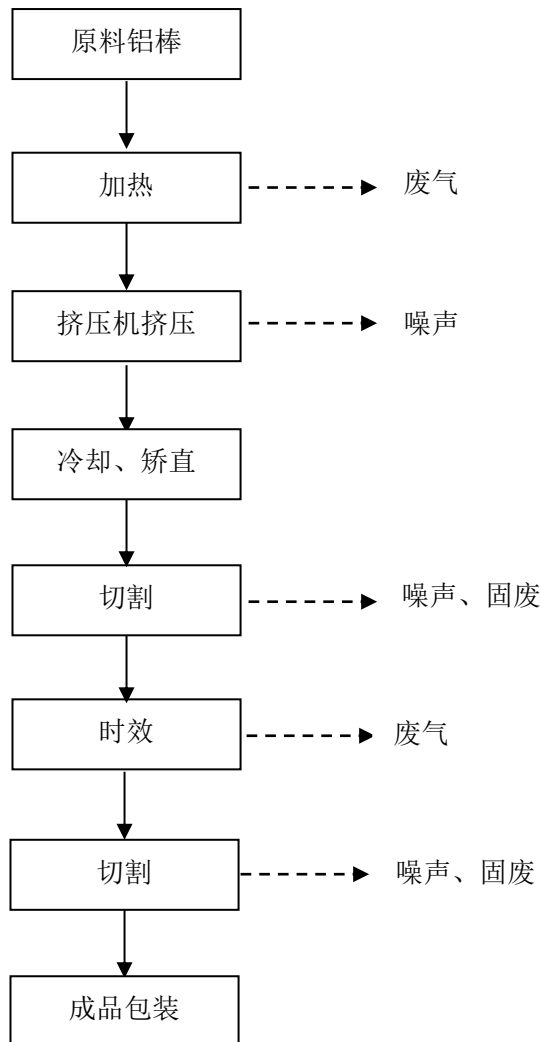 原料铝棒
加热
废气
挤压机挤压
噪声
冷却、矫直
切割
噪声、固废
时效
废气
切割
噪声、固废
成品包装